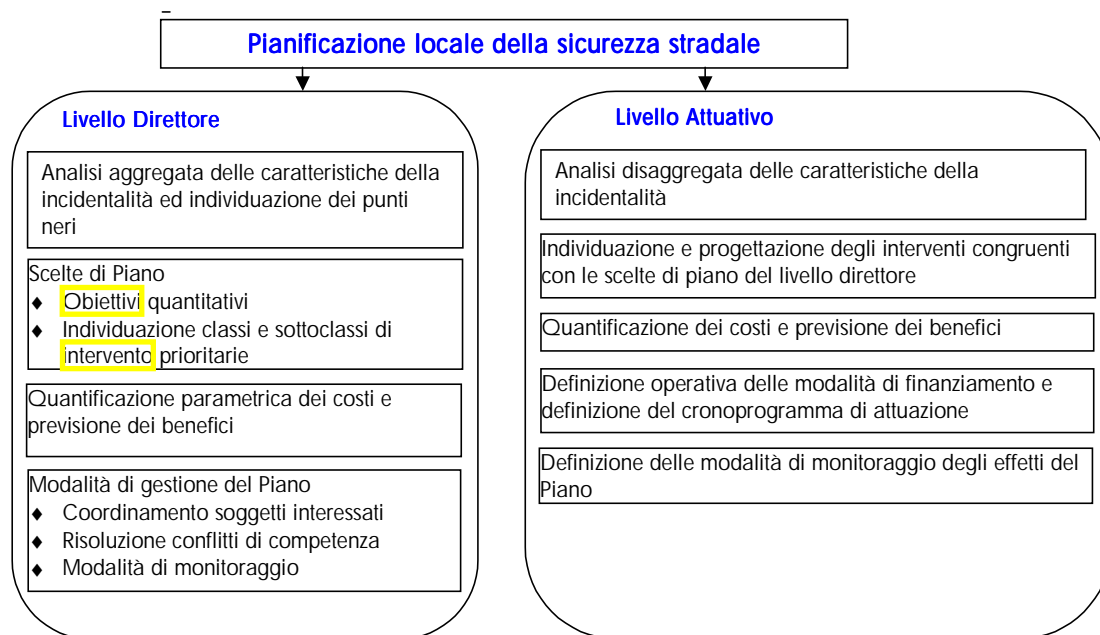 Pianificazione locale della sicurezza stradale
Livello Direttore
Analisi aggregata delle caratteristiche della
incidentalità ed individuazione dei punti
neri
Scelte di Piano
♦ Obiettivi quantitativi
♦ Individuazione classi e sottoclassi di
intervento prioritarie
Quantificazione parametrica dei costi e
previsione dei benefici
Modalità di gestione del Piano
♦ Coordinamento soggetti interessati
♦ Risoluzione conflitti di competenza
♦ Modalità di monitoraggio
Livello Attuativo
Analisi disaggregata delle caratteristiche della
incidentalità
Individuazione e progettazione degli interventi congruenti
con le scelte di piano del livello direttore
Quantificazione dei costi e previsione dei benefici
Definizione operativa delle modalità di finanziamento e
definizione del cronoprogramma di attuazione
Definizione delle modalità di monitoraggio degli effetti del
Piano